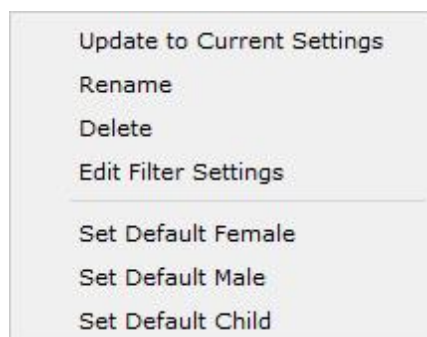 Update to Current Settings
Rename
Delete
Edit Filter Settings
Set Default Female
Set Default Male
Set Default Child